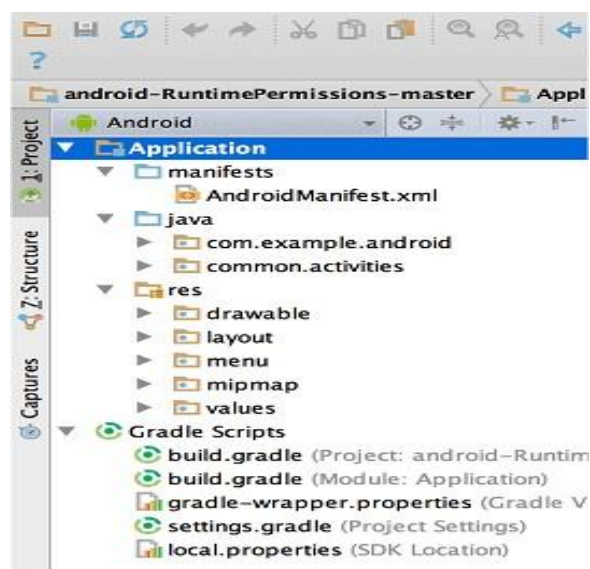 ?
android-RuntimePermissions-master
Appl
1: Project
Android
Application
manifests
AndroidManifest.xml
java
com.example.android
common.activities
res
drawable
layout
menu
mipmap
values
Gradle Scripts
build.gradle (Project: android-Runtim
build.gradle (Module: Application)
gradle-wrapper.properties (Gradle V
settings.gradle (Project Settings)
local.properties (SDK Location)
Z: Structure
Captures